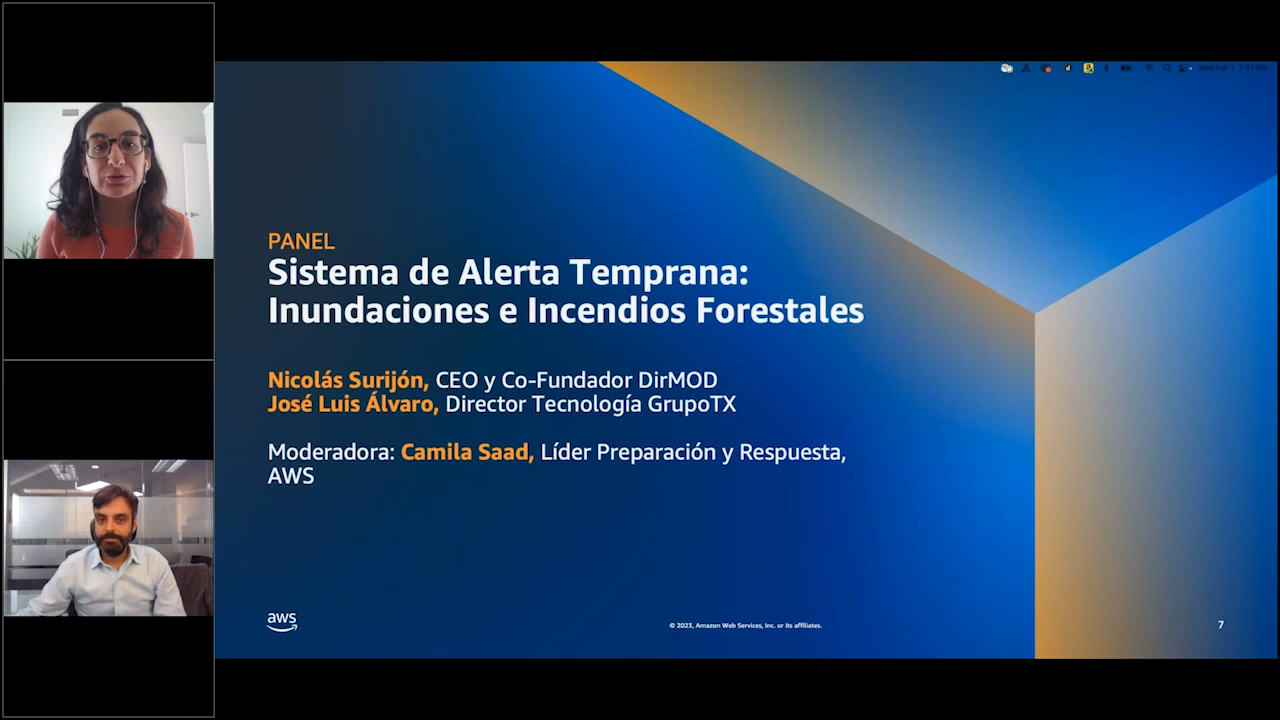 PANEL
Sistema de Alerta Temprana:
Inundaciones e Incendios Forestales
Nicolás Surijón, CEO y Co-Fundador DirMOD
José Luis Álvaro, Director Tecnología GrupoTX
Moderadora: Camila Saad, Líder Preparación y Respuesta,
AWS
aws
© 2023, Amazon Web Services, Inc. or its affiliates.
7